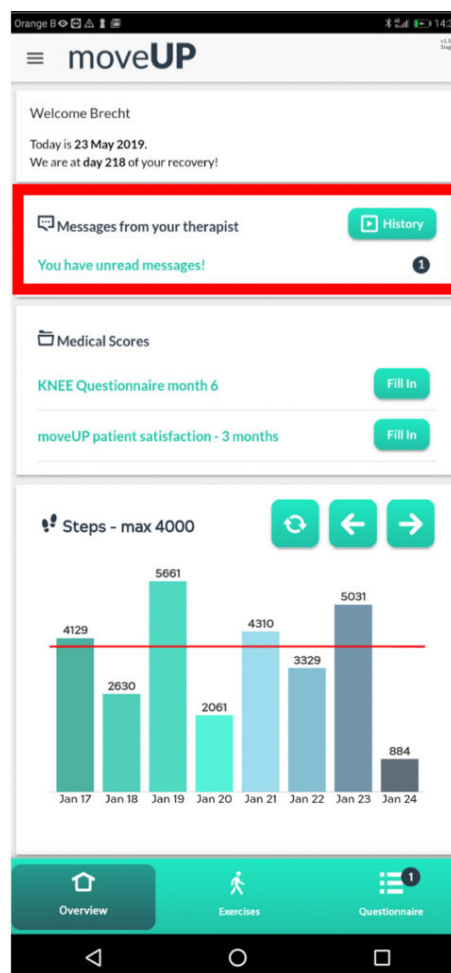 Orange B
14:3
moveUP
Welcome Brecht
Today is 23 May 2019.
We are at day 218 of your recovery!
Messages from your therapist
History
You have unread messages!
1
Medical Scores
KNEE Questionnaire month 6
Fill In
moveUP patient satisfaction - 3 months
Fill In
Steps - max 4000
5661
5031
4129
4310
3329
2630
2061
884
Jan 17 Jan 18 Jan 19 Jan 20 Jan 21 Jan 22 Jan 23 Jan 24
1
Overview
Exercises
Questionnaire